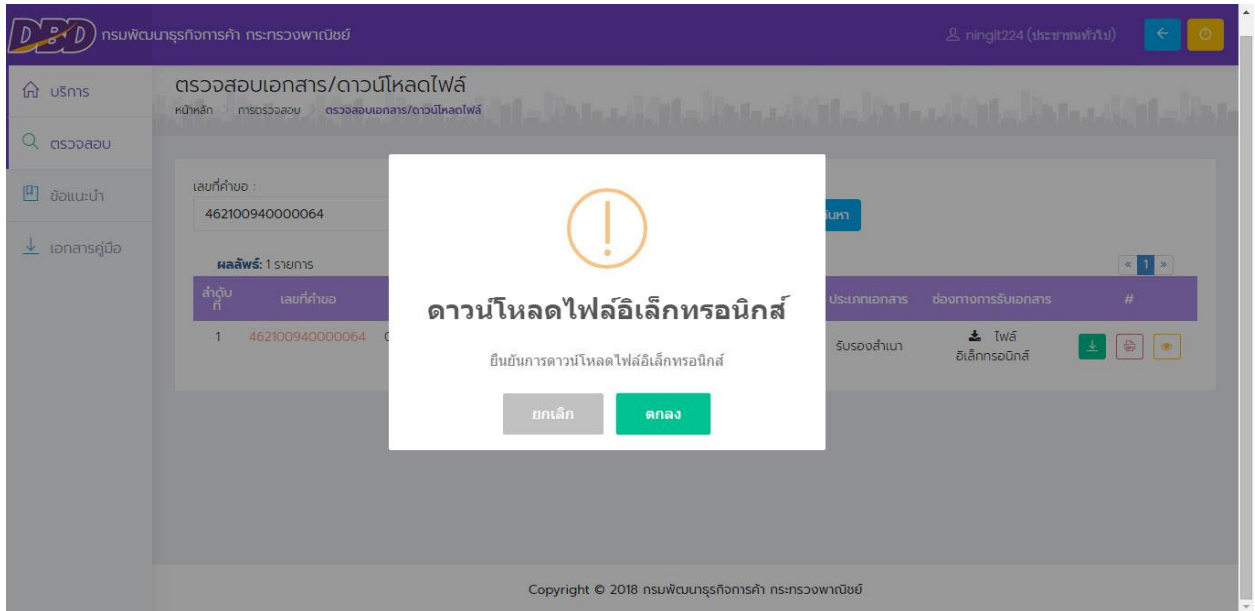 DBD กรมพัฒนาธุรกิจการค้า กระทรวงพาณิชย์
ningit224 (ประชาชนทั่วไป)
บริการ
ตรวจสอบ
ข้อแนะนำ
เอกสารคู่มือ
ตรวจสอบเอกสาร/ดาวน์โหลดไฟล์
หน้าหลัก > การตรวจสอบ > ตรวจสอบเอกสาร/ดาวน์โหลดไฟล์
เลขที่คำขอ :
462100940000064
ผลลัพธ์: 1 รายการ
« 1 »
ลำดับที่ เลขที่คำขอ ประเภทเอกสาร ช่องทางการรับเอกสาร #
1 462100940000064 รับรองสำเนา ไฟล์
อิเล็กทรอนิกส์
ดาวน์โหลดไฟล์อิเล็กทรอนิกส์
ยืนยันการดาวน์โหลดไฟล์อิเล็กทรอนิกส์
ยกเลิก ตกลง
Copyright © 2018 กรมพัฒนาธุรกิจการค้า กระทรวงพาณิชย์